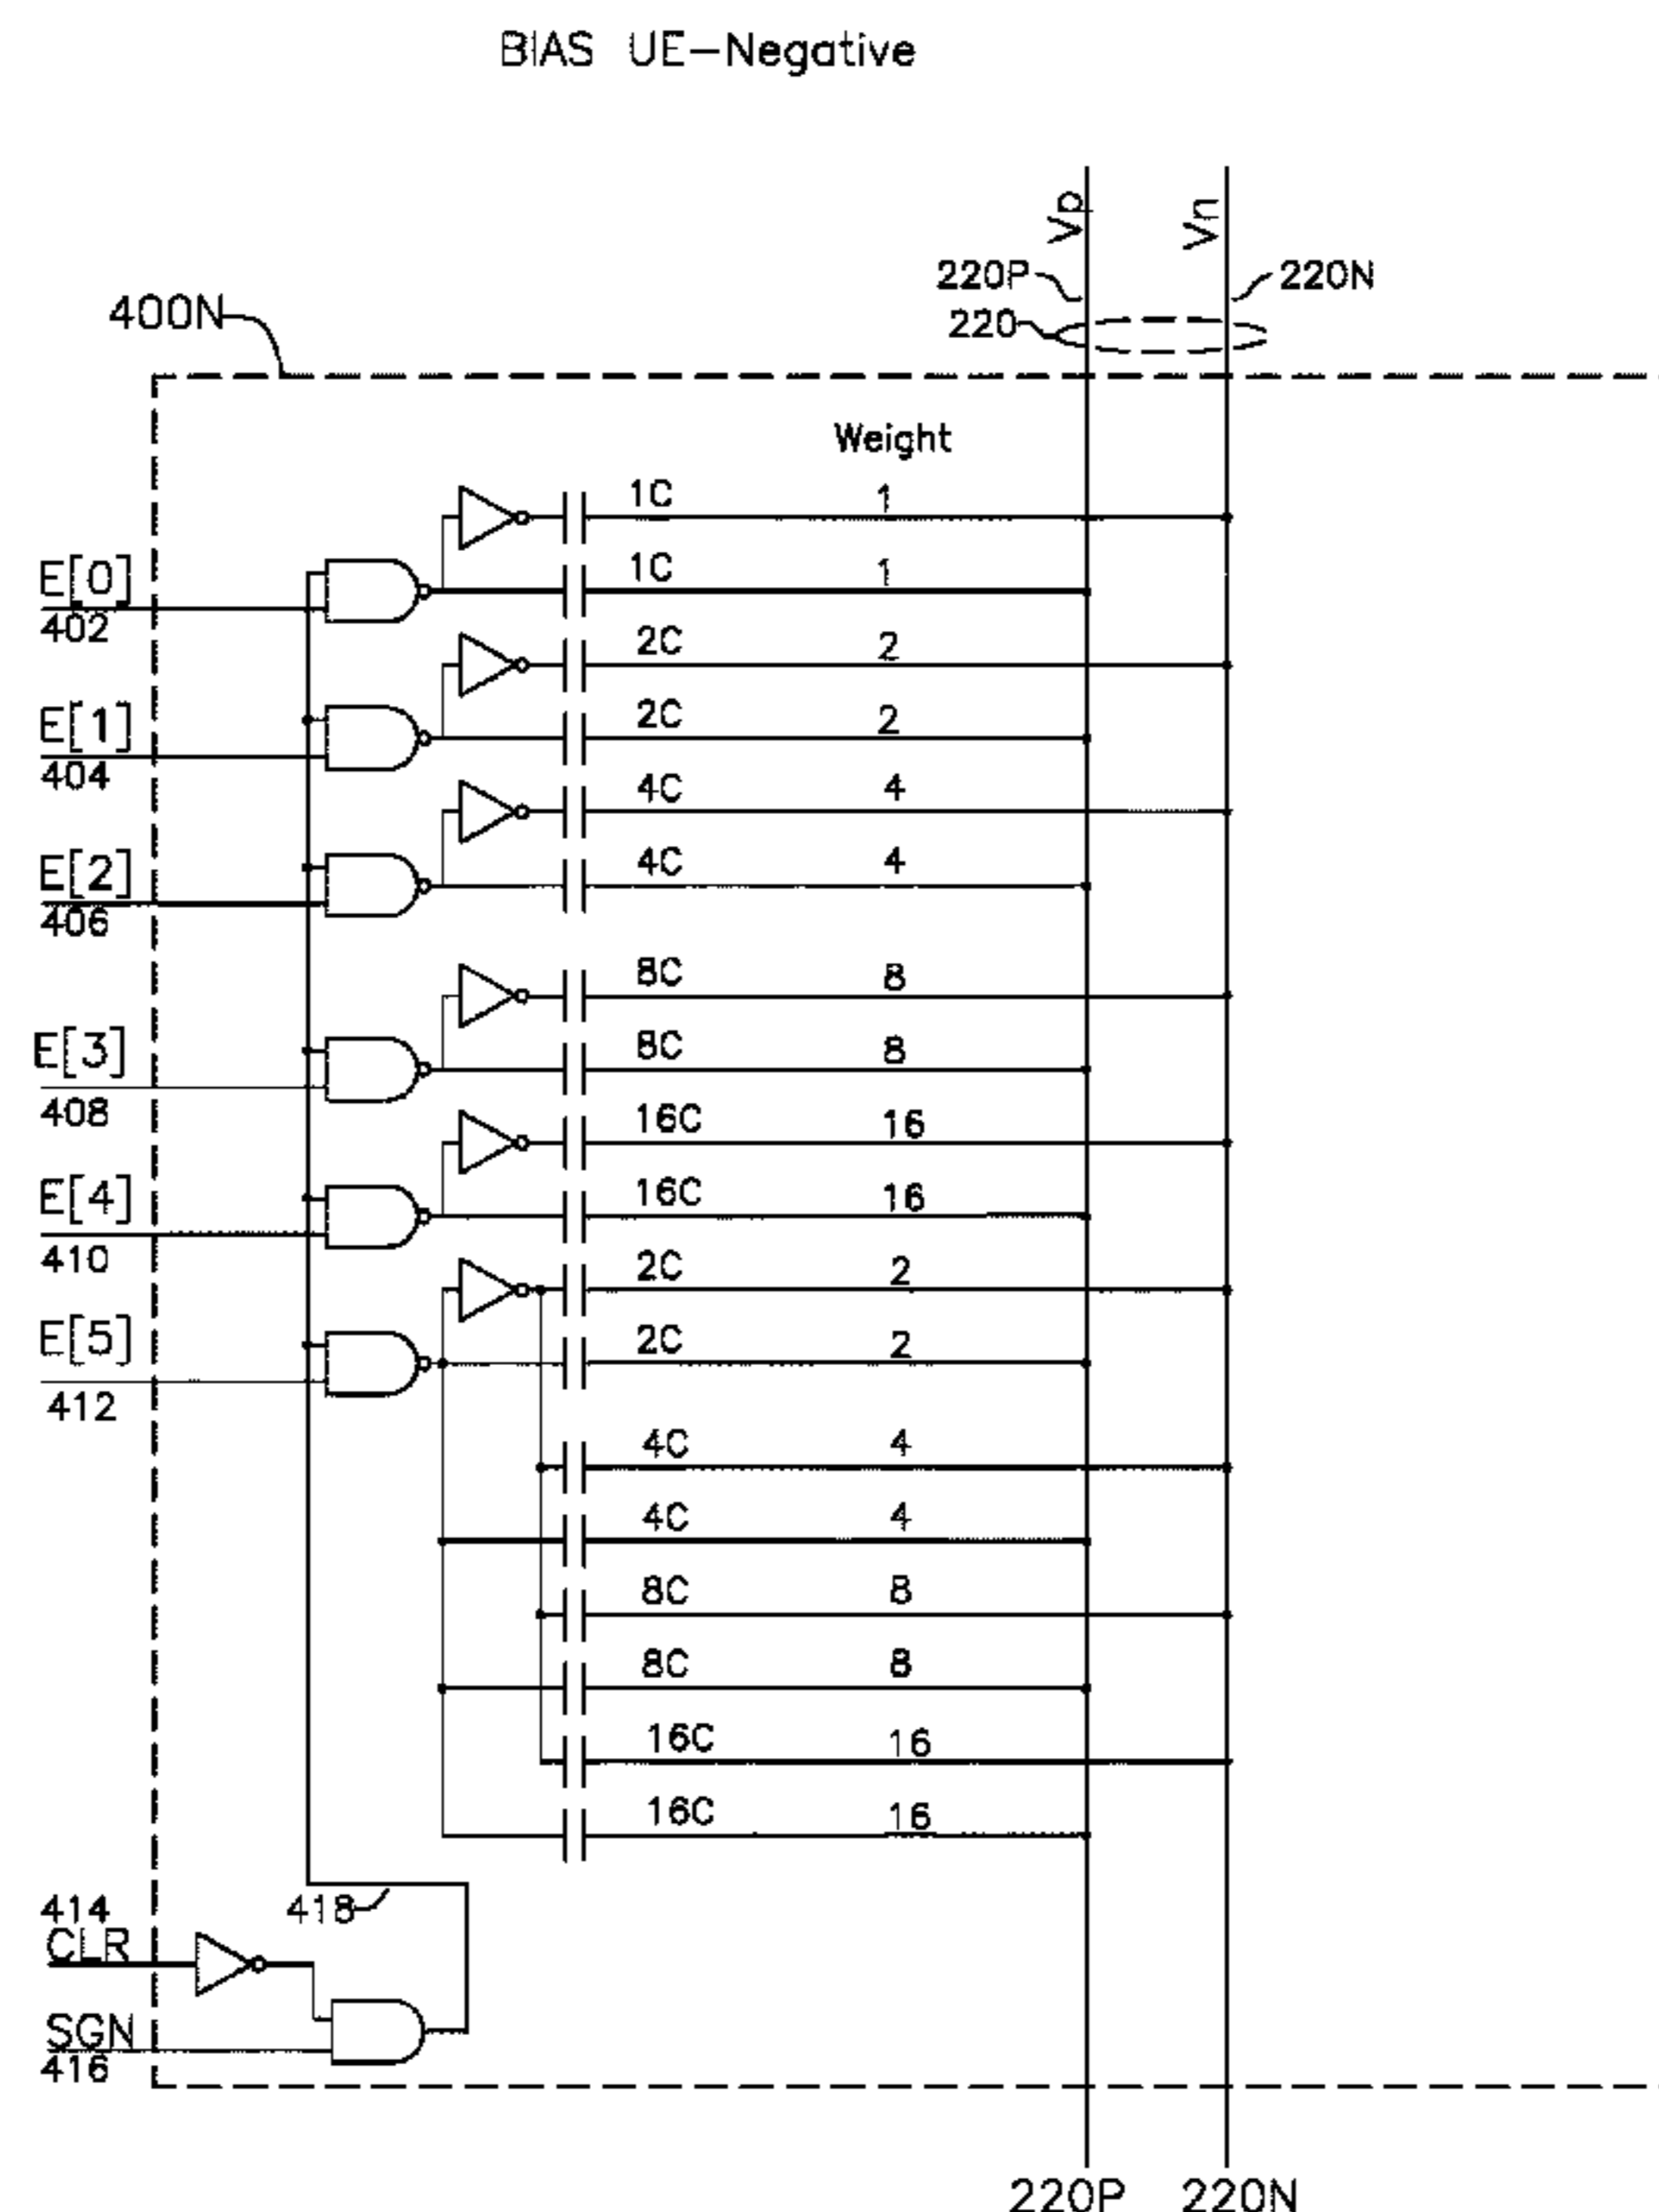 BIAS UE-Negative
Vp
Vn
220P
220N
220
400N
Weight
1C 1
E[0]
1C 1
402
2C 2
E[1]
2C 2
404
4C 4
E[2]
4C 4
406
8C 8
E[3]
8C 8
408
16C 16
E[4]
16C 16
410
2C 2
E[5]
2C 2
412
4C 4
4C 4
8C 8
8C 8
16C 16
16C 16
414
418
CLR
SGN
416
220P 220N